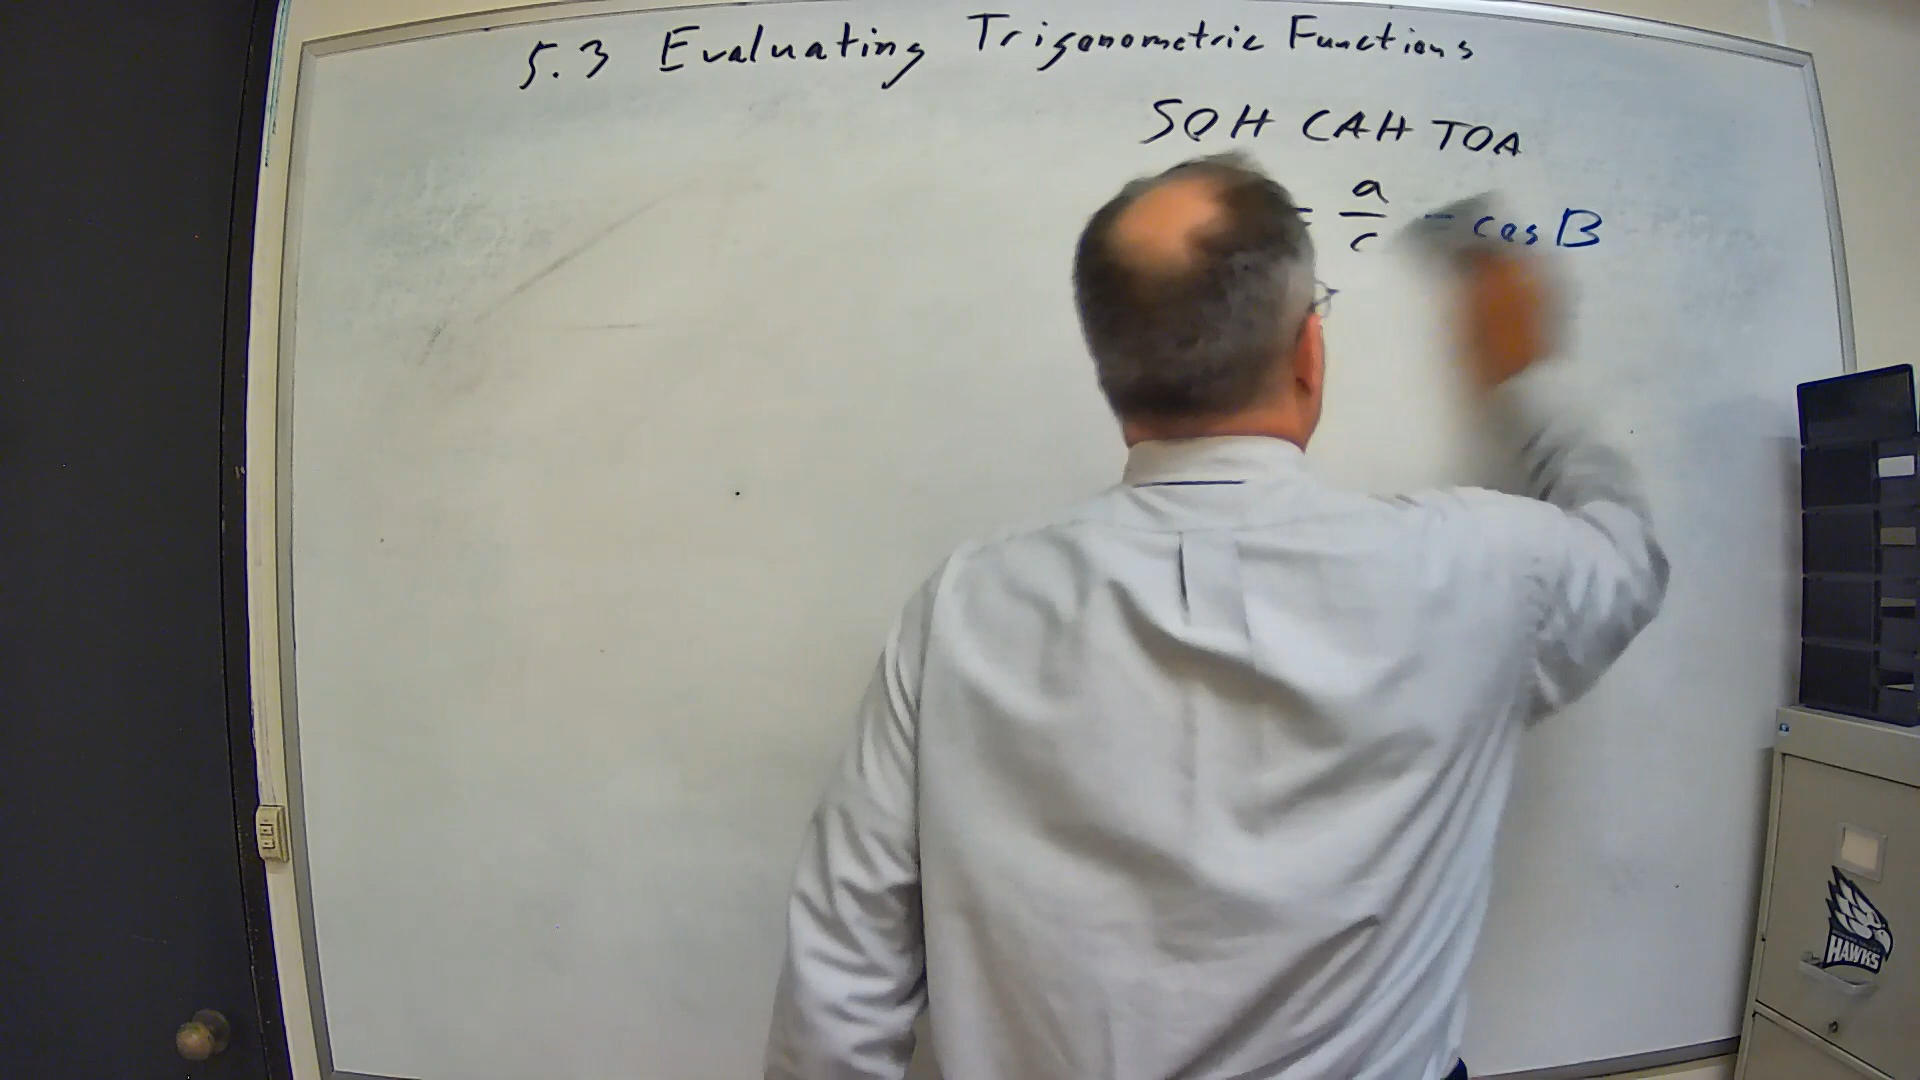 5.3 Evaluating Trigonometric Functions
SOH CAH TOA
= a/c = cos B
HAWKS